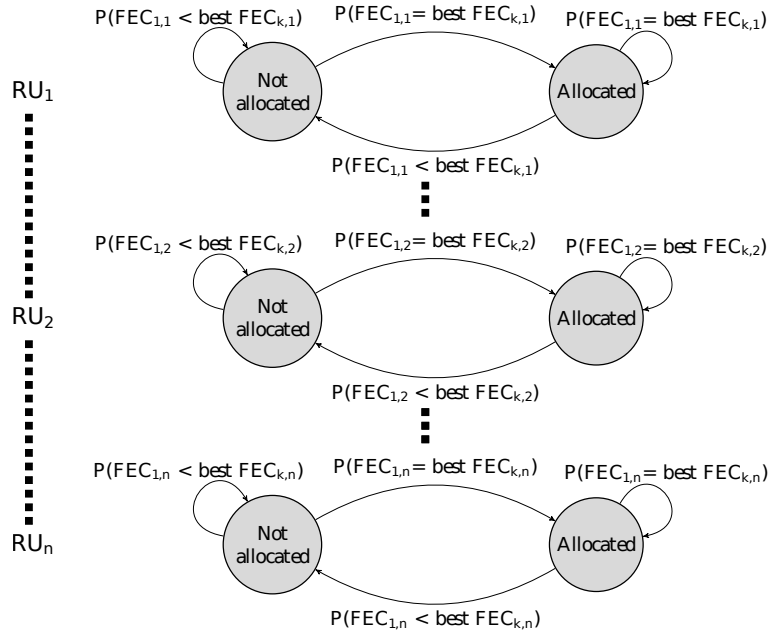 P(FEC₁,₁ < best FECₖ,₁)
P(FEC₁,₁= best FECₖ,₁)
P(FEC₁,₁= best FECₖ,₁)
RU₁
Not
allocated
Allocated
P(FEC₁,₁ < best FECₖ,₁)
P(FEC₁,₂ < best FECₖ,₂)
P(FEC₁,₂= best FECₖ,₂)
P(FEC₁,₂= best FECₖ,₂)
RU₂
Not
allocated
Allocated
P(FEC₁,₂ < best FECₖ,₂)
P(FEC₁,ₙ < best FECₖ,ₙ)
P(FEC₁,ₙ= best FECₖ,ₙ)
P(FEC₁,ₙ= best FECₖ,ₙ)
RUₙ
Not
allocated
Allocated
P(FEC₁,ₙ < best FECₖ,ₙ)